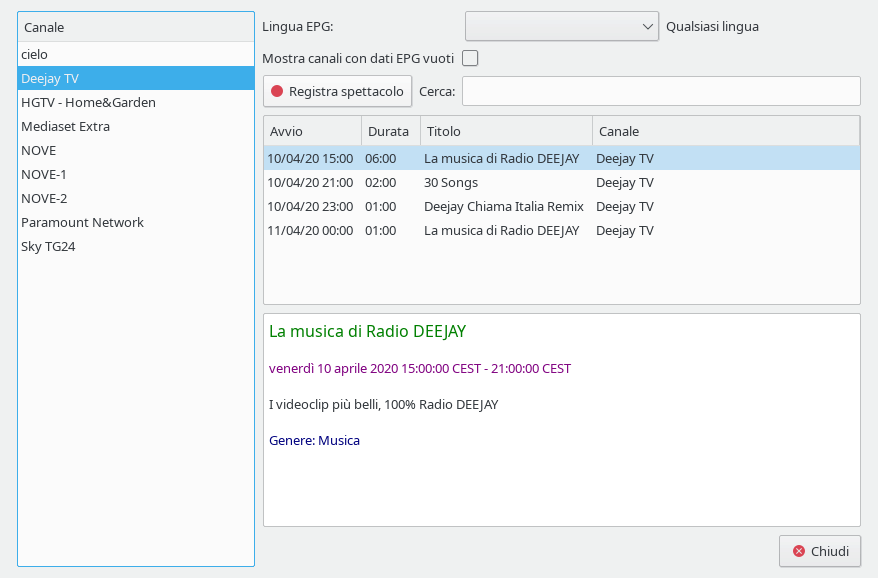 Canale
cielo
Deejay TV
HGTV - Home&Garden
Mediaset Extra
NOVE
NOVE-1
NOVE-2
Paramount Network
Sky TG24
Lingua EPG: Qualsiasi lingua
Mostra canali con dati EPG vuoti
Registra spettacolo Cerca:
Avvio Durata Titolo Canale
10/04/20 15:00 06:00 La musica di Radio DEEJAY Deejay TV
10/04/20 21:00 02:00 30 Songs Deejay TV
10/04/20 23:00 01:00 Deejay Chiama Italia Remix Deejay TV
11/04/20 00:00 01:00 La musica di Radio DEEJAY Deejay TV
La musica di Radio DEEJAY
venerdì 10 aprile 2020 15:00:00 CEST - 21:00:00 CEST
I videoclip più belli, 100% Radio DEEJAY
Genere: Musica
Chiudi